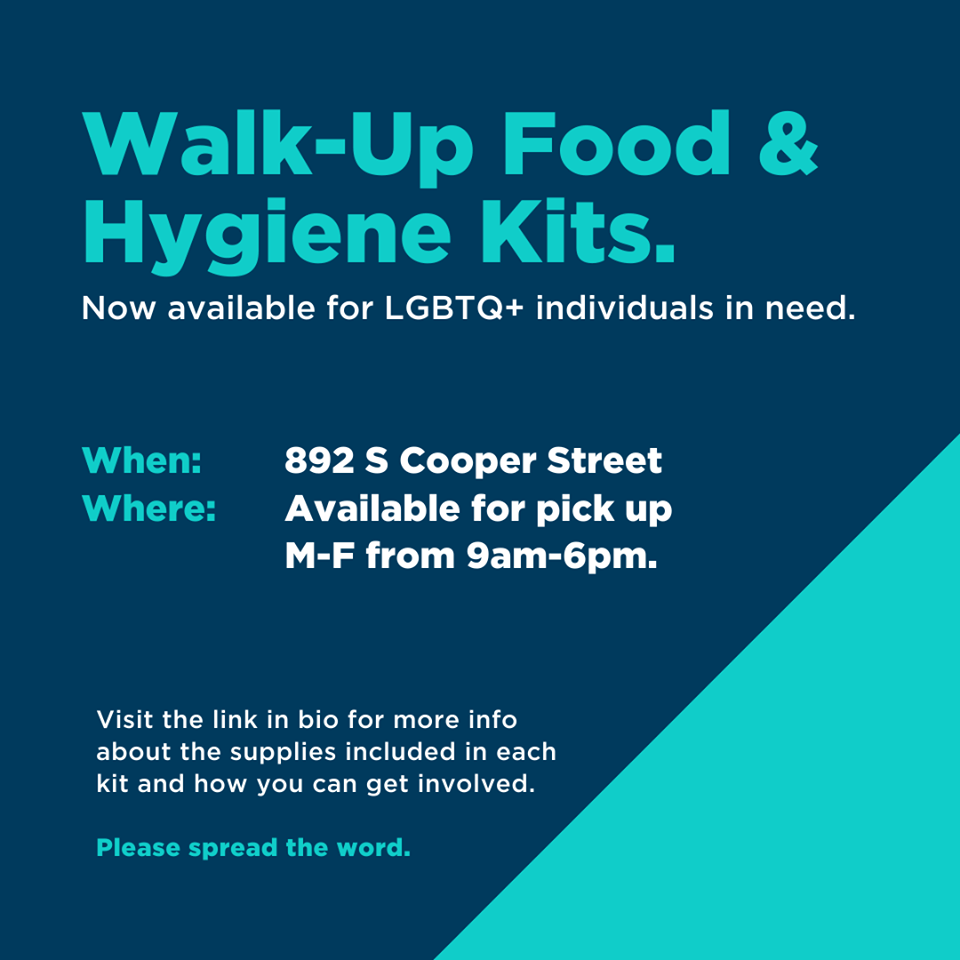 Walk-Up Food &
Hygiene Kits.
Now available for LGBTQ+ individuals in need.
When: 892 S Cooper Street
Where: Available for pick up
M-F from 9am-6pm.
Visit the link in bio for more info
about the supplies included in each
kit and how you can get involved.
Please spread the word.